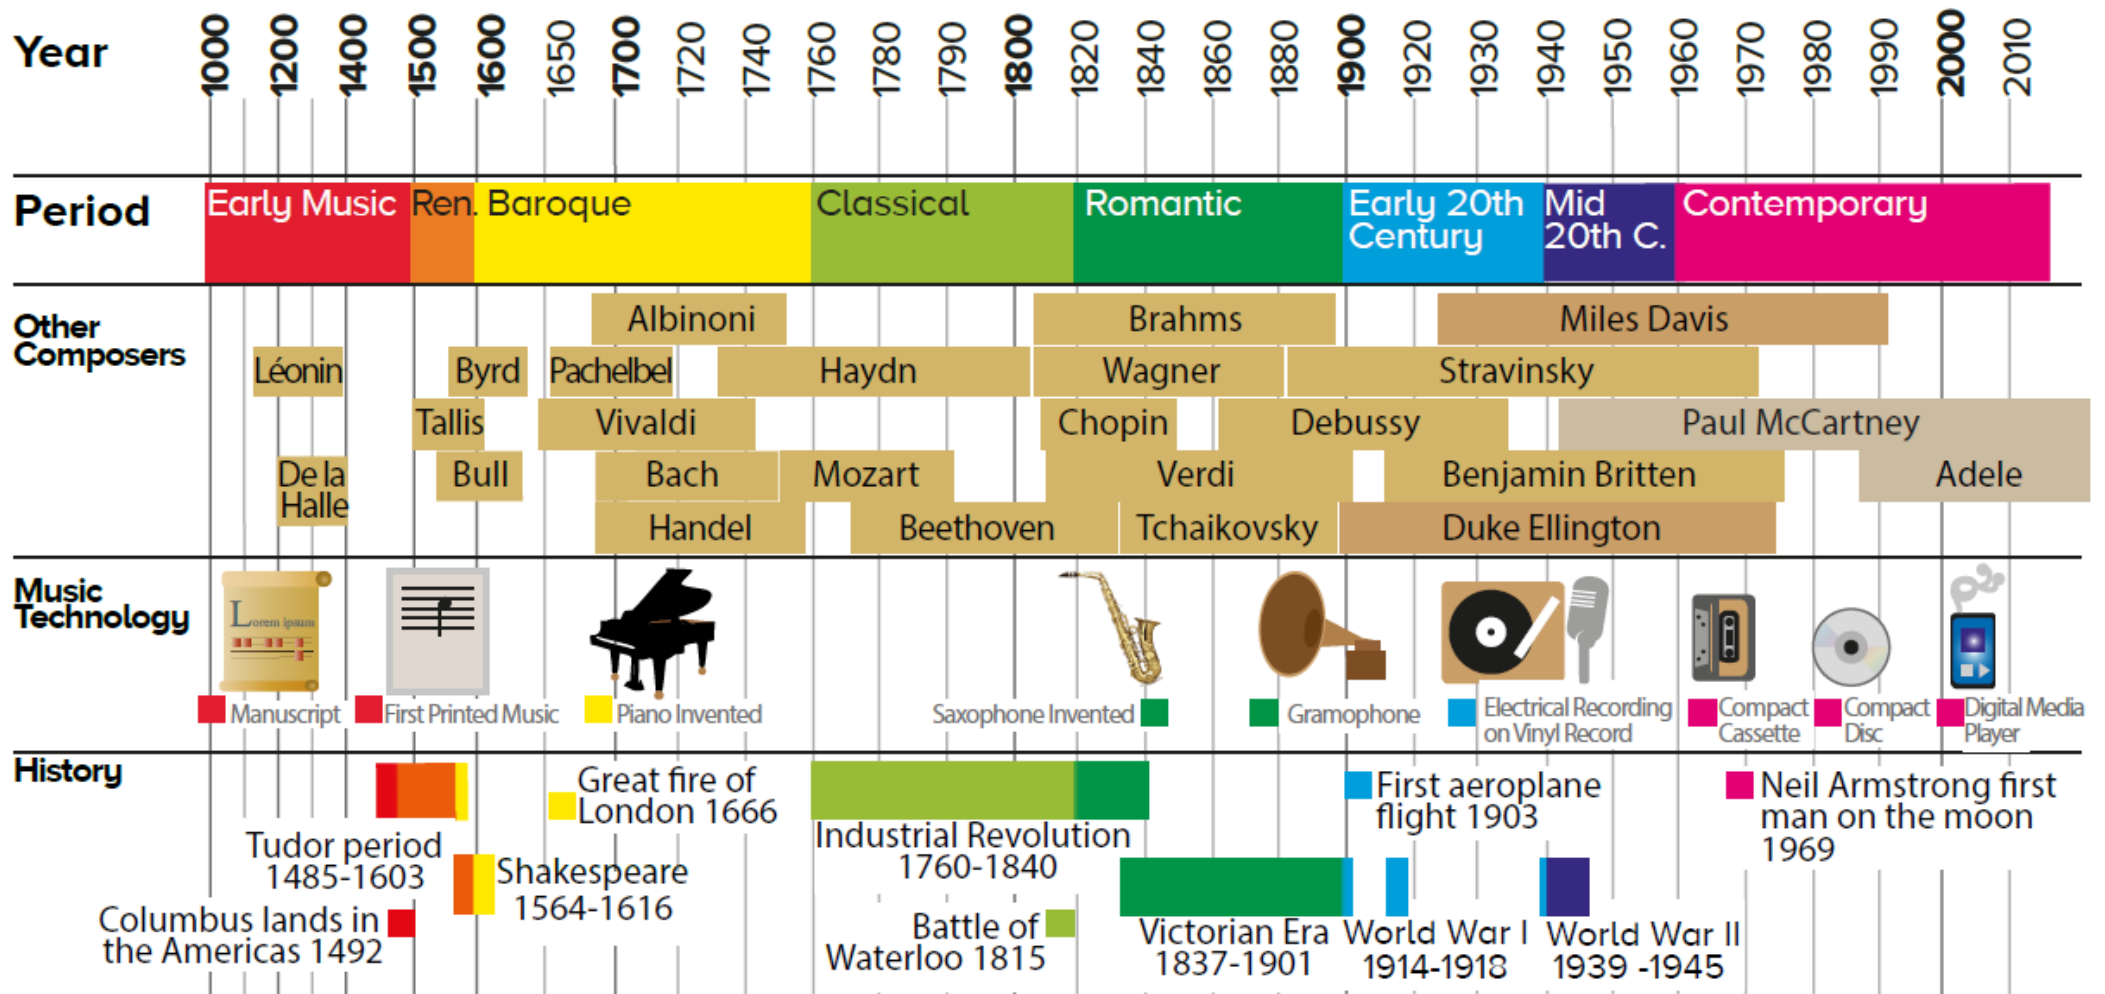 Year
1000 1200 1400 1500 1600 1650 1700 1720 1740 1760 1780 1790 1800 1820 1840 1860 1880 1900 1920 1930 1940 1950 1960 1970 1980 1990 2000 2010
Period
Early Music
Ren.
Baroque
Classical
Romantic
Early 20th
Century
Mid
20th C.
Contemporary
Other
Composers
Albinoni
Brahms
Miles Davis
Léonin
Byrd
Pachelbel
Haydn
Wagner
Stravinsky
Tallis
Vivaldi
Chopin
Debussy
Paul McCartney
De la
Halle
Bull
Bach
Mozart
Verdi
Benjamin Britten
Adele
Handel
Beethoven
Tchaikovsky
Duke Ellington
Music
Technology
Lorem ipsum
Manuscript
First Printed Music
Piano Invented
Saxophone Invented
Gramophone
Electrical Recording
on Vinyl Record
Compact
Cassette
Compact
Disc
Digital Media
Player
History
Tudor period
1485-1603
Columbus lands in
the Americas 1492
Great fire of
London 1666
Shakespeare
1564-1616
Industrial Revolution
1760-1840
Battle of
Waterloo 1815
Victorian Era
1837-1901
First aeroplane
flight 1903
World War I
1914-1918
World War II
1939 -1945
Neil Armstrong first
man on the moon
1969